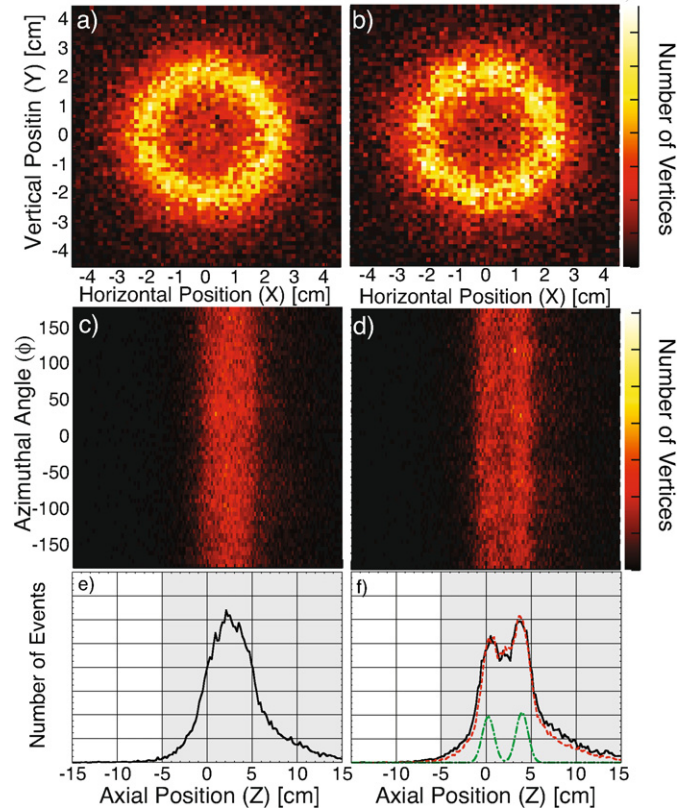 a)
b)
4
3
2
1
0
-1
-2
-3
-4
Vertical Positin (Y) [cm]
-4 -3 -2 -1 0 1 2 3 4
-4 -3 -2 -1 0 1 2 3 4
Horizontal Position (X) [cm]
Horizontal Position (X) [cm]
Number of Vertices
c)
d)
150
100
50
0
-50
-100
-150
Azimuthal Angle (ϕ)
Number of Vertices
e)
f)
Number of Events
-15 -10 -5 0 5 10 15
-10 -5 0 5 10 15
Axial Position (Z) [cm]
Axial Position (Z) [cm]